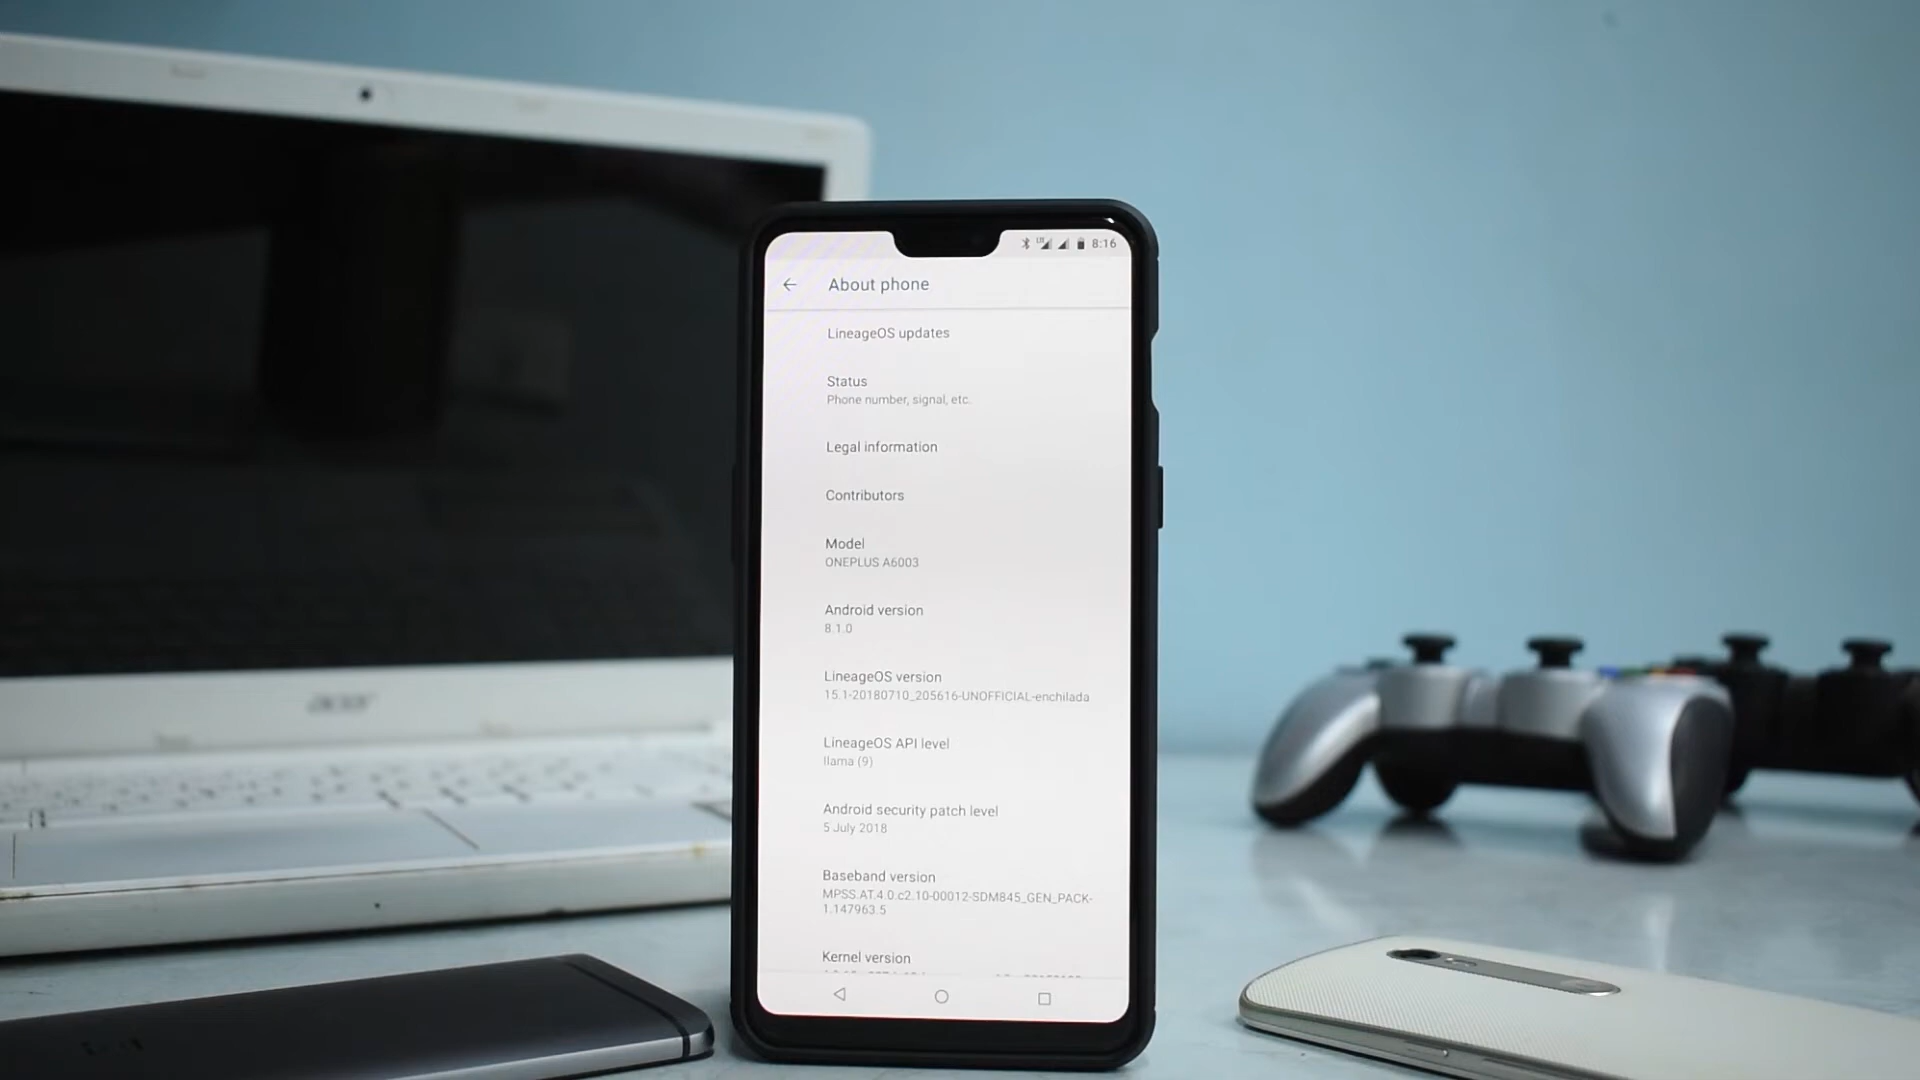 acer
LTE
8:16
About phone
LineageOS updates
Status
Phone number, signal, etc.
Legal information
Contributors
Model
ONEPLUS A6003
Android version
8.1.0
LineageOS version
15.1-20180710_205616-UNOFFICIAL-enchilada
LineageOS API level
llama (9)
Android security patch level
5 July 2018
Baseband version
MPSS.AT.4.0.c2.10-00012-SDM845_GEN_PACK-
1.147963.5
Kernel version